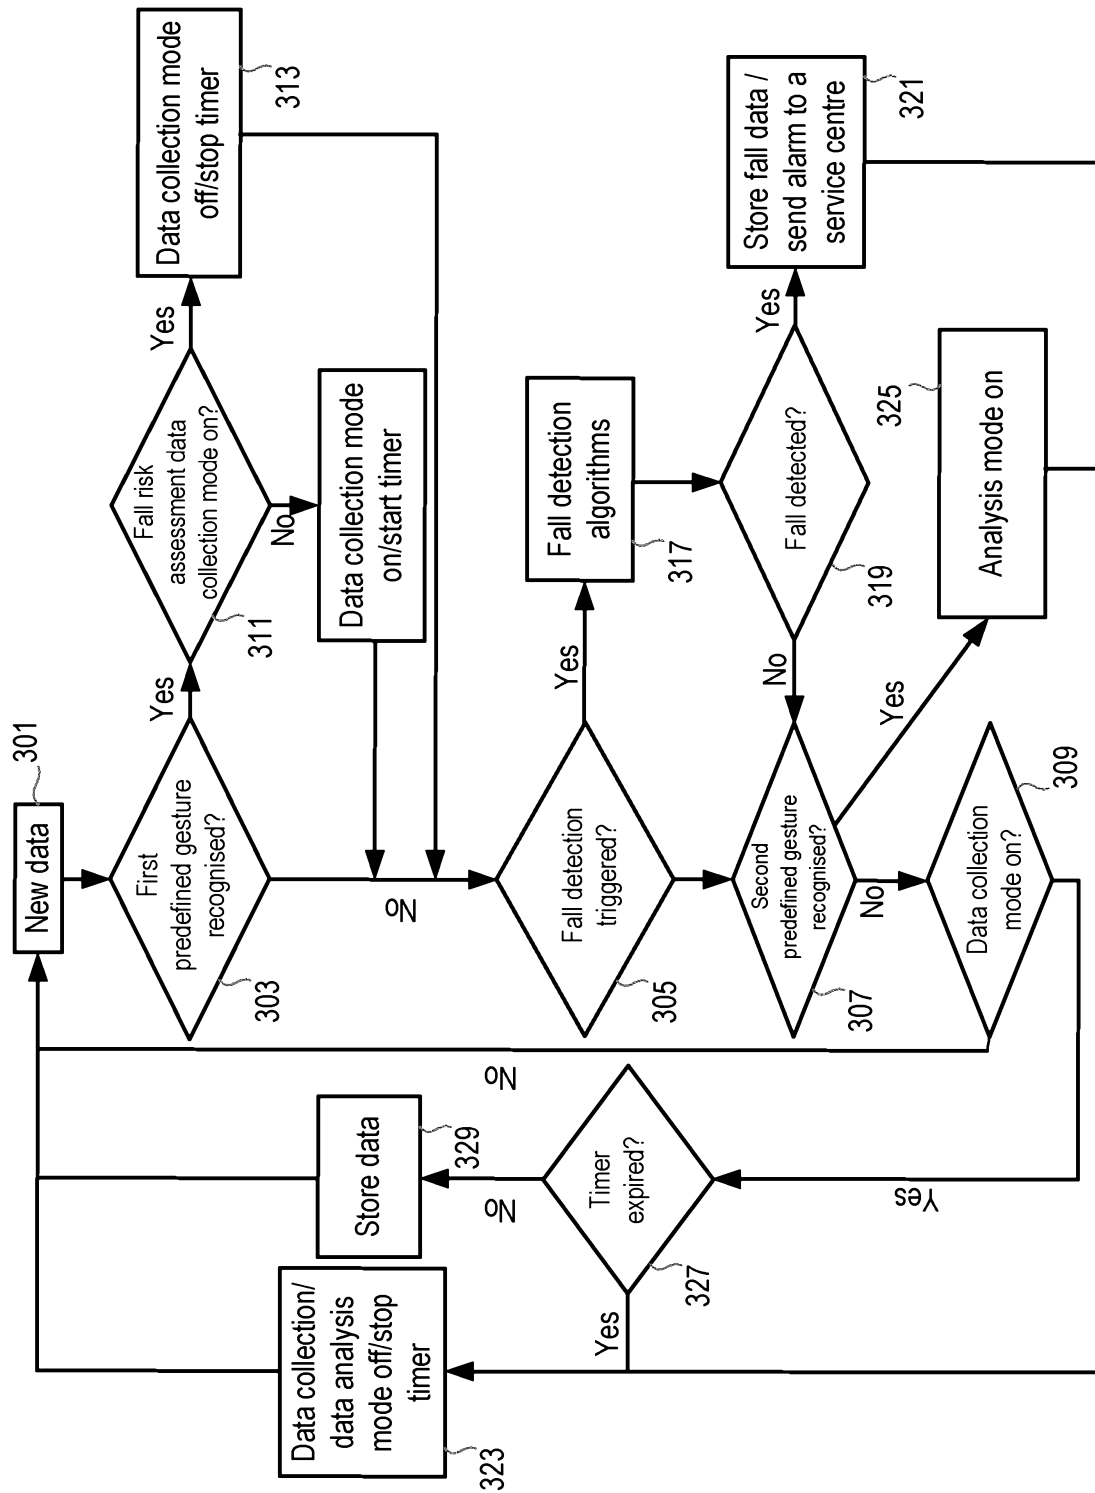 New data
301
First
predefined gesture
recognised?
303
Yes
No
Fall risk
assessment data
collection mode on?
311
Yes
No
Data collection mode
off/stop timer
313
Data collection mode
on/start timer
Fall detection
triggered?
305
Yes
Fall detection
algorithms
317
Fall detected?
319
Yes
No
Store fall data /
send alarm to a
service centre
321
Second
predefined gesture
recognised?
307
Yes
No
Analysis mode on
325
Data collection
mode on?
309
No
Yes
Timer
expired?
327
No
Yes
Store data
329
Data collection/
data analysis
mode off/stop
timer
323